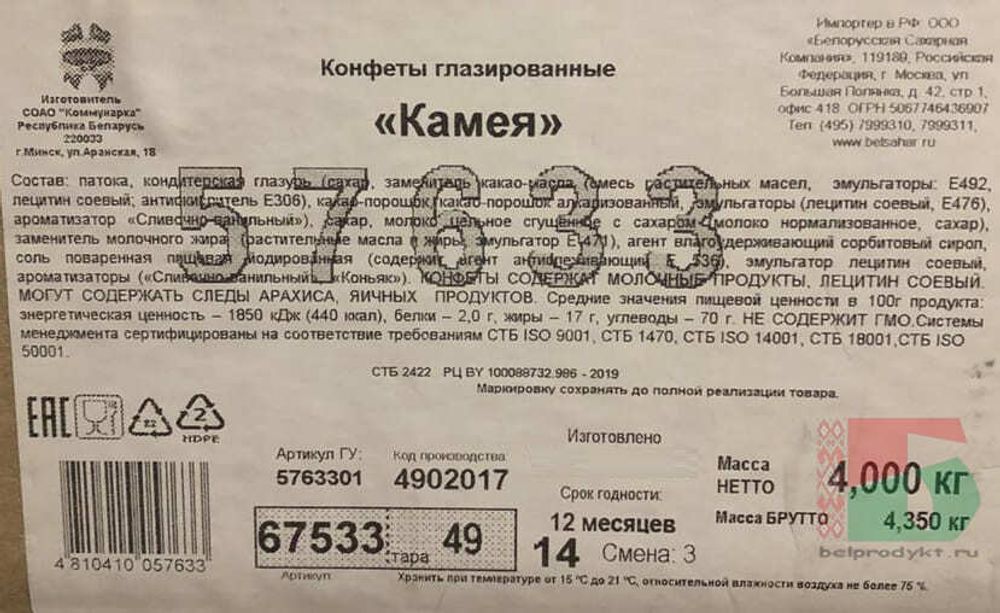 Изготовитель
СОАО "Коммунарка"
Республика Беларусь
220033
г.Минск, ул.Аранская, 18
Конфеты глазированные
«Камея»
Импортер в РФ: ООО
«Белорусская Сахарная
Компания», 119180, Российская
Федерация, г. Москва, ул
Большая Полянка, д. 42, стр 1,
офис 418 ОГРН 5067746436907
Тел (495) 7999310, 7999311,
www.belsahar.ru
57633
Состав: патока, кондитерская глазурь (сахар, заменитель какао-масла (смесь растительных масел, эмульгаторы: Е492,
лецитин соевый; антиокислитель Е306), какао-порошок, какао-порошок алкализованный, эмульгаторы (лецитин соевый, Е476),
ароматизатор «Сливочно-ванильный»), сахар, молоко цельное сгущенное с сахаром (молоко нормализованное, сахар),
заменитель молочного жира (растительные масла и жиры, эмульгатор Е471), агент влагоудерживающий сорбитовый сироп,
соль поваренная пищевая йодированная (содержит агент антислеживающий Е 536), эмульгатор лецитин соевый,
ароматизаторы («Сливочно-ванильный», «Коньяк»). КОНФЕТЫ СОДЕРЖАТ МОЛОЧНЫЕ ПРОДУКТЫ, ЛЕЦИТИН СОЕВЫЙ.
МОГУТ СОДЕРЖАТЬ СЛЕДЫ АРАХИСА, ЯИЧНЫХ ПРОДУКТОВ. Средние значения пищевой ценности в 100г продукта:
энергетическая ценность – 1850 кДж (440 ккал), белки – 2,0 г, жиры – 17 г, углеводы – 70 г. НЕ СОДЕРЖИТ ГМО.Системы
менеджмента сертифицированы на соответствие требованиям СТБ ISO 9001, СТБ 1470, СТБ ISO 14001, СТБ 18001,СТБ ISO
50001.
СТБ 2422 РЦ BY 100088732.986 - 2019
Маркировку сохранять до полной реализации товара.
EAC
2
HDPE
Артикул ГУ:
5763301
Код производства
4902017
Изготовлено
Срок годности:
12 месяцев
14 Смена: 3
Масса
НЕТТО 4,000 кг
Масса БРУТТО 4,350 кг
belprodykt.ru
67533 тара 49
Артикул
4 810410 057633
Хранить при температуре от 15 °С до 21 °С, относительной влажности воздуха не более 75 %.